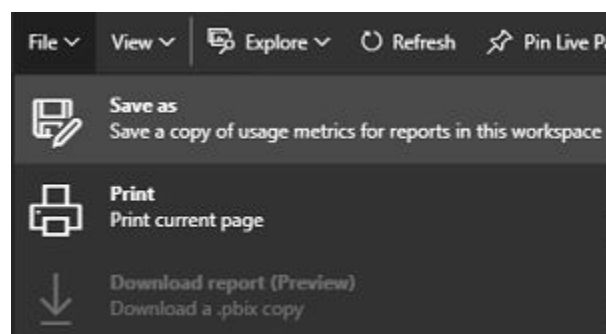 File View Explore Refresh Pin Live
Save as
Save a copy of usage metrics for reports in this workspace
Print
Print current page
Download report (Preview)
Download a .pbix copy